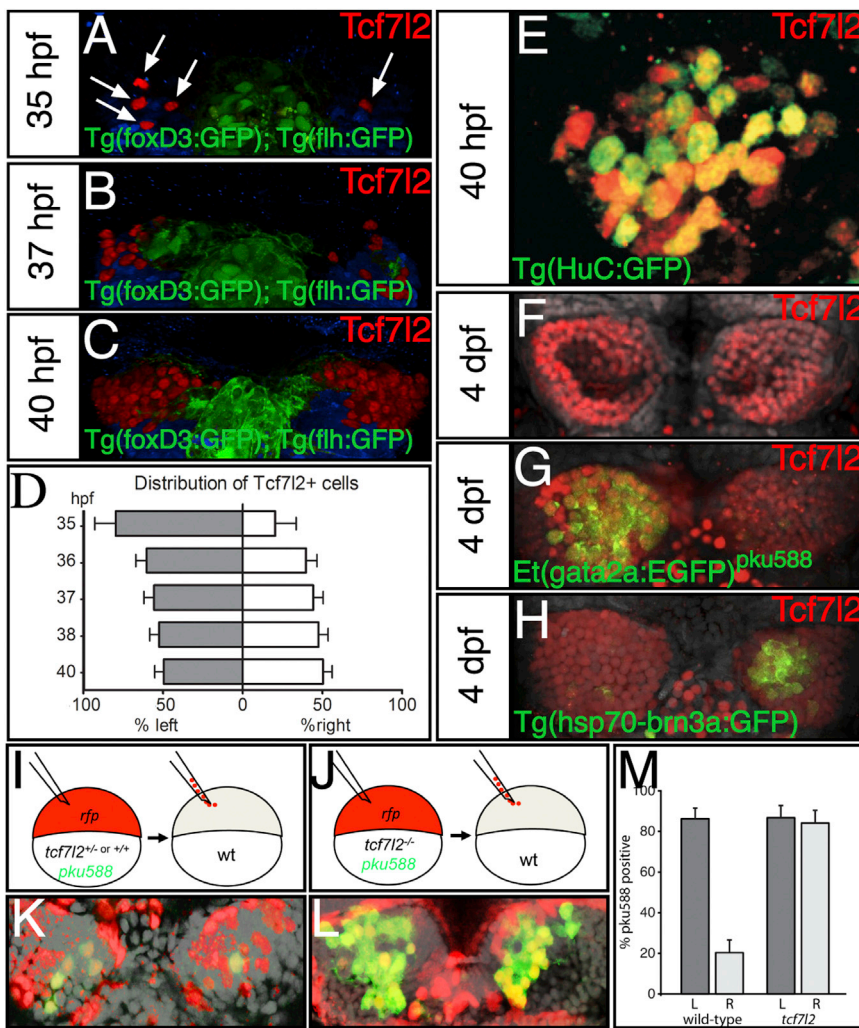 A
Tcf7l2
35 hpf
Tg(foxD3:GFP); Tg(flh:GFP)
B
Tcf7l2
37 hpf
Tg(foxD3:GFP); Tg(flh:GFP)
C
Tcf7l2
40 hpf
Tg(foxD3:GFP); Tg(flh:GFP)
D
Distribution of Tcf7l2+ cells
hpf
35
36
37
38
40
100 50 0 50 100
% left %right
E
Tcf7l2
40 hpf
Tg(HuC:GFP)
F
Tcf7l2
4 dpf
G
Tcf7l2
4 dpf
Et(gata2a:EGFP)pku588
H
Tcf7l2
4 dpf
Tg(hsp70-brn3a:GFP)
I
rfp
tcf7l2+/- or +/+
pku588
wt
J
rfp
tcf7l2-/-
pku588
wt
K
L
M
% pku588 positive
100
80
60
40
20
0
L R L R
wild-type tcf7l2